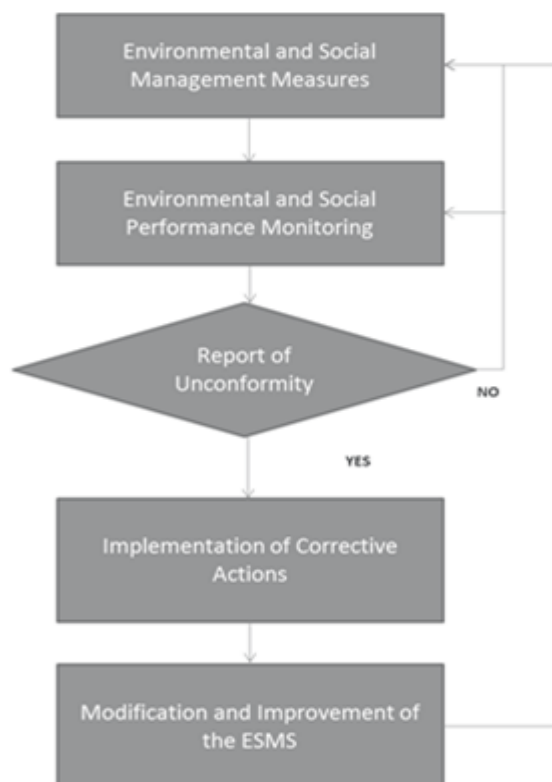 Environmental and Social
Management Measures
Environmental and Social
Performance Monitoring
Report of
Unconformity
NO
YES
Implementation of Corrective
Actions
Modification and Improvement of
the ESMS